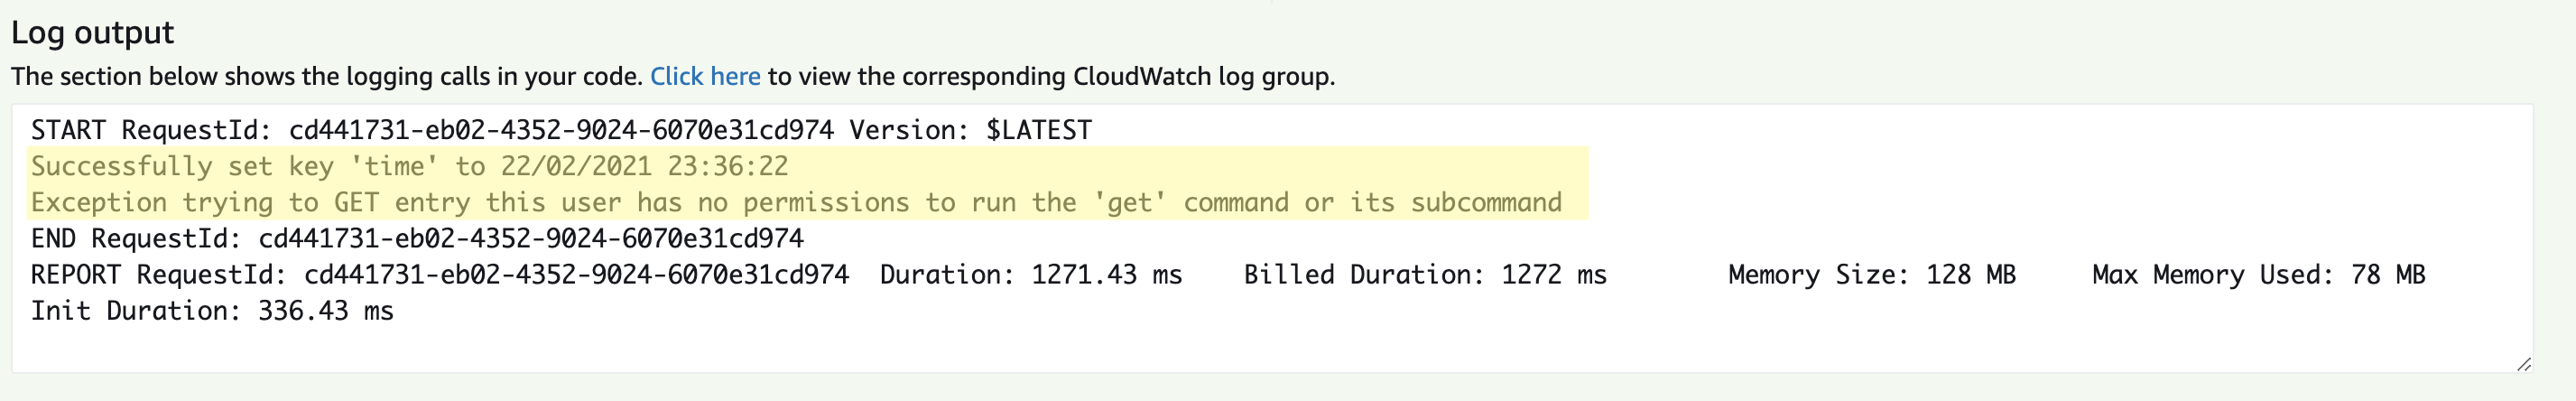 Log output
The section below shows the logging calls in your code. Click here to view the corresponding CloudWatch log group.
START RequestId: cd441731-eb02-4352-9024-6070e31cd974 Version: $LATEST
Successfully set key 'time' to 22/02/2021 23:36:22
Exception trying to GET entry this user has no permissions to run the 'get' command or its subcommand
END RequestId: cd441731-eb02-4352-9024-6070e31cd974
REPORT RequestId: cd441731-eb02-4352-9024-6070e31cd974  Duration: 1271.43 ms    Billed Duration: 1272 ms        Memory Size: 128 MB     Max Memory Used: 78 MB
Init Duration: 336.43 ms